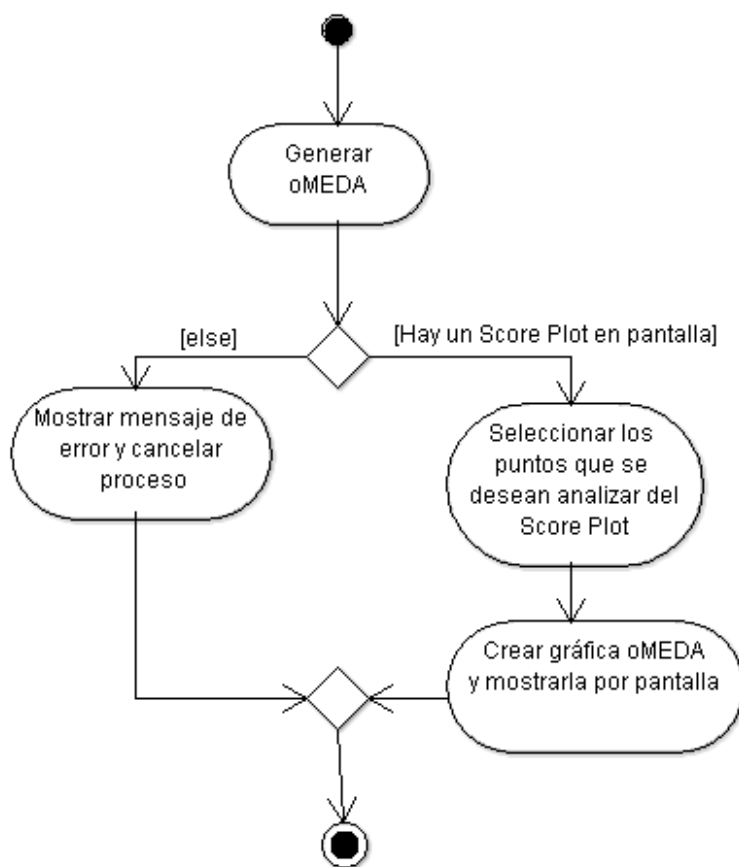 Generar
oMEDA
[else]
[Hay un Score Plot en pantalla]
Mostrar mensaje de
error y cancelar
proceso
Seleccionar los
puntos que se
desean analizar del
Score Plot
Crear gráfica oMEDA
y mostrarla por pantalla